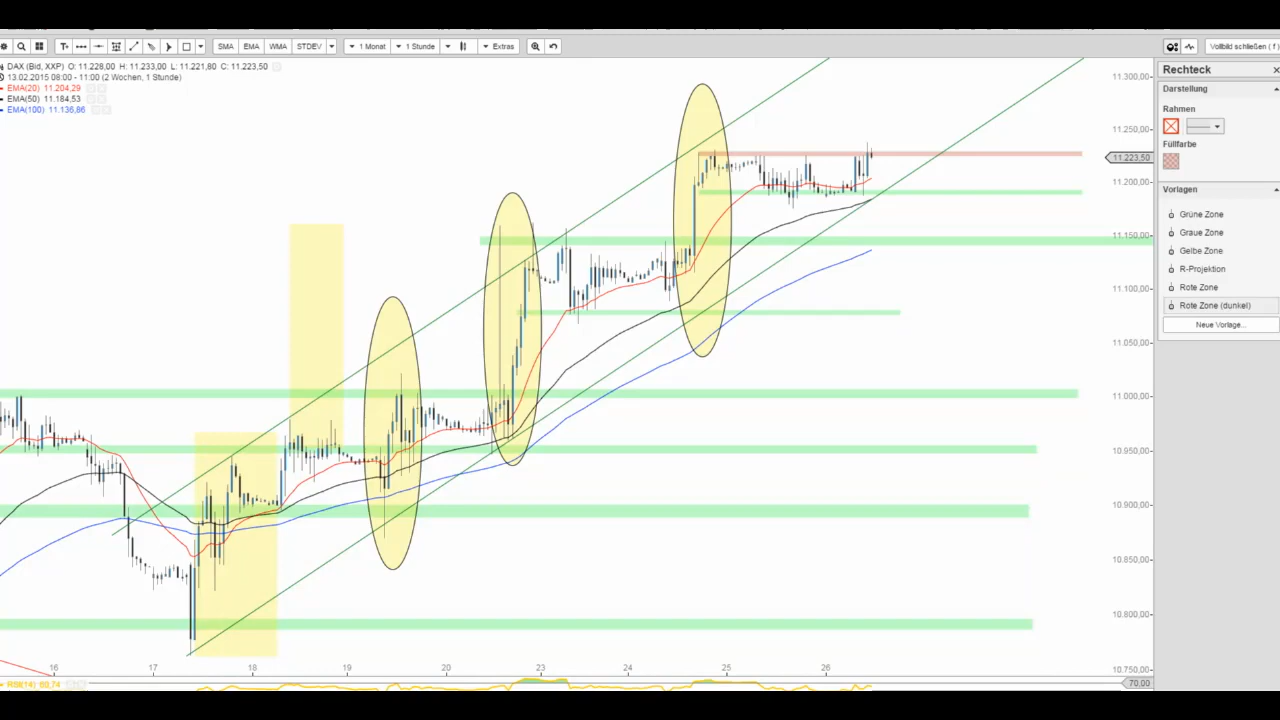 SMA EMA WMA STDEV 1 Monat 1 Stunde Extras Vollbild schließen ( f )
DAX (Bid, XXP) O: 11.228,00 H: 11.233,00 L: 11.221,80 C: 11.223,50
13.02.2015 08:00 - 11:00 (2 Wochen, 1 Stunde)
EMA(20) 11.204,29
EMA(50) 11.184,53
EMA(100) 11.136,86
11.300,00
11.250,00
11.223,50
11.200,00
11.150,00
11.100,00
11.050,00
11.000,00
10.950,00
10.900,00
10.850,00
10.800,00
10.750,00
16 17 18 19 20 23 24 25 26
RSI(14) 60,74
70.00
Rechteck
Darstellung
Rahmen
Füllfarbe
Vorlagen
Grüne Zone
Graue Zone
Gelbe Zone
R-Projektion
Rote Zone
Rote Zone (dunkel)
Neue Vorlage...